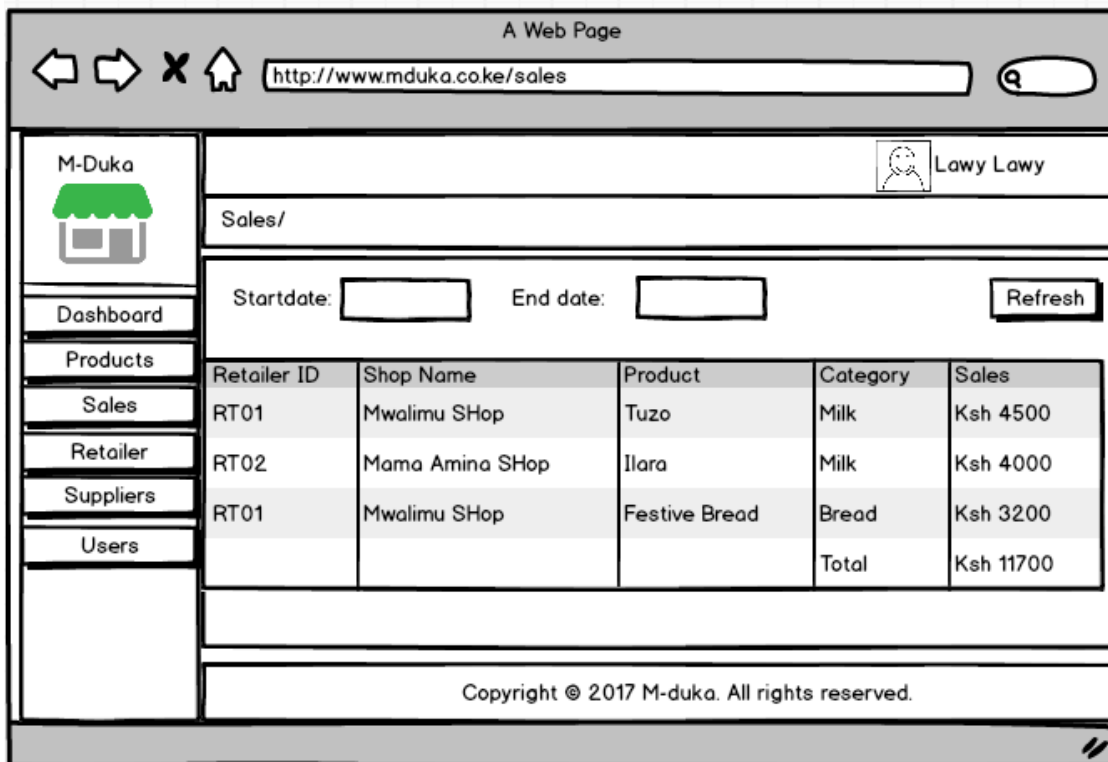 A Web Page
http://www.mduka.co.ke/sales
M-Duka
Lawy Lawy
Sales/
Dashboard
Products
Sales
Retailer
Suppliers
Users
Startdate: End date: Refresh
Retailer ID Shop Name Product Category Sales
RT01 Mwalimu SHop Tuzo Milk Ksh 4500
RT02 Mama Amina SHop Ilara Milk Ksh 4000
RT01 Mwalimu SHop Festive Bread Bread Ksh 3200
Total Ksh 11700
Copyright © 2017 M-duka. All rights reserved.